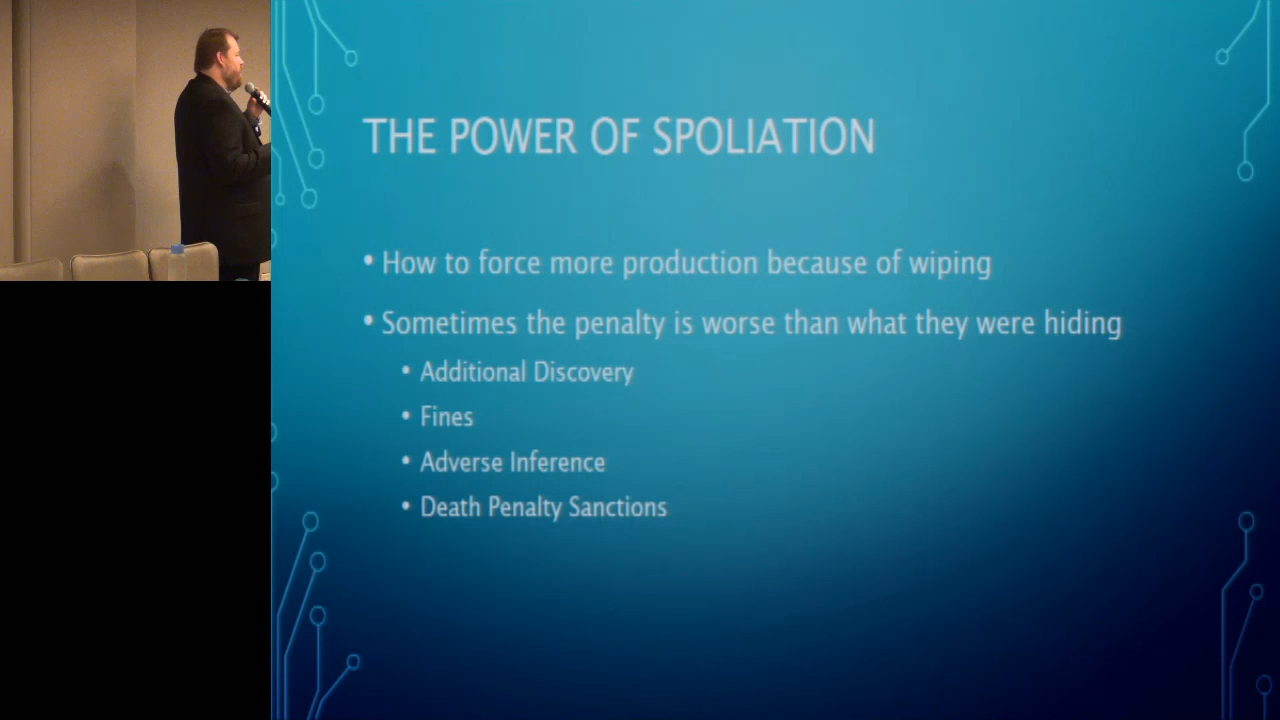 THE POWER OF SPOLIATION
• How to force more production because of wiping
• Sometimes the penalty is worse than what they were hiding
• Additional Discovery
• Fines
• Adverse Inference
• Death Penalty Sanctions